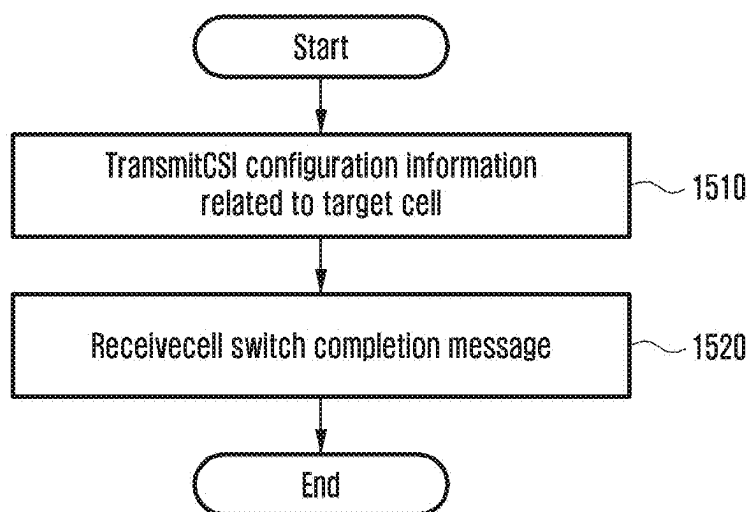 Start
TransmitCSI configuration information
related to target cell
1510
Receivecell switch completion message
1520
End